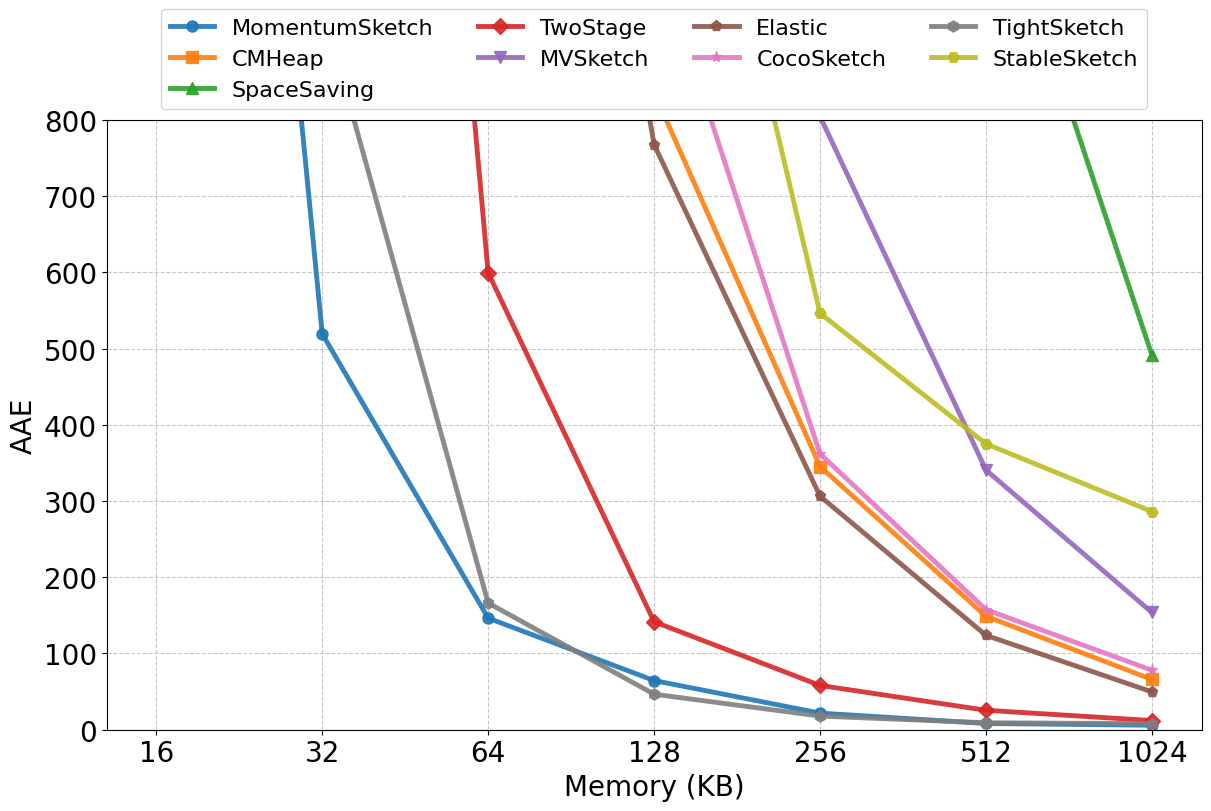 MomentumSketch TwoStage Elastic TightSketch
CMHeap MVSketch CocoSketch StableSketch
SpaceSaving
800
700
600
500
400
300
200
100
0
AAE
16 32 64 128 256 512 1024
Memory (KB)